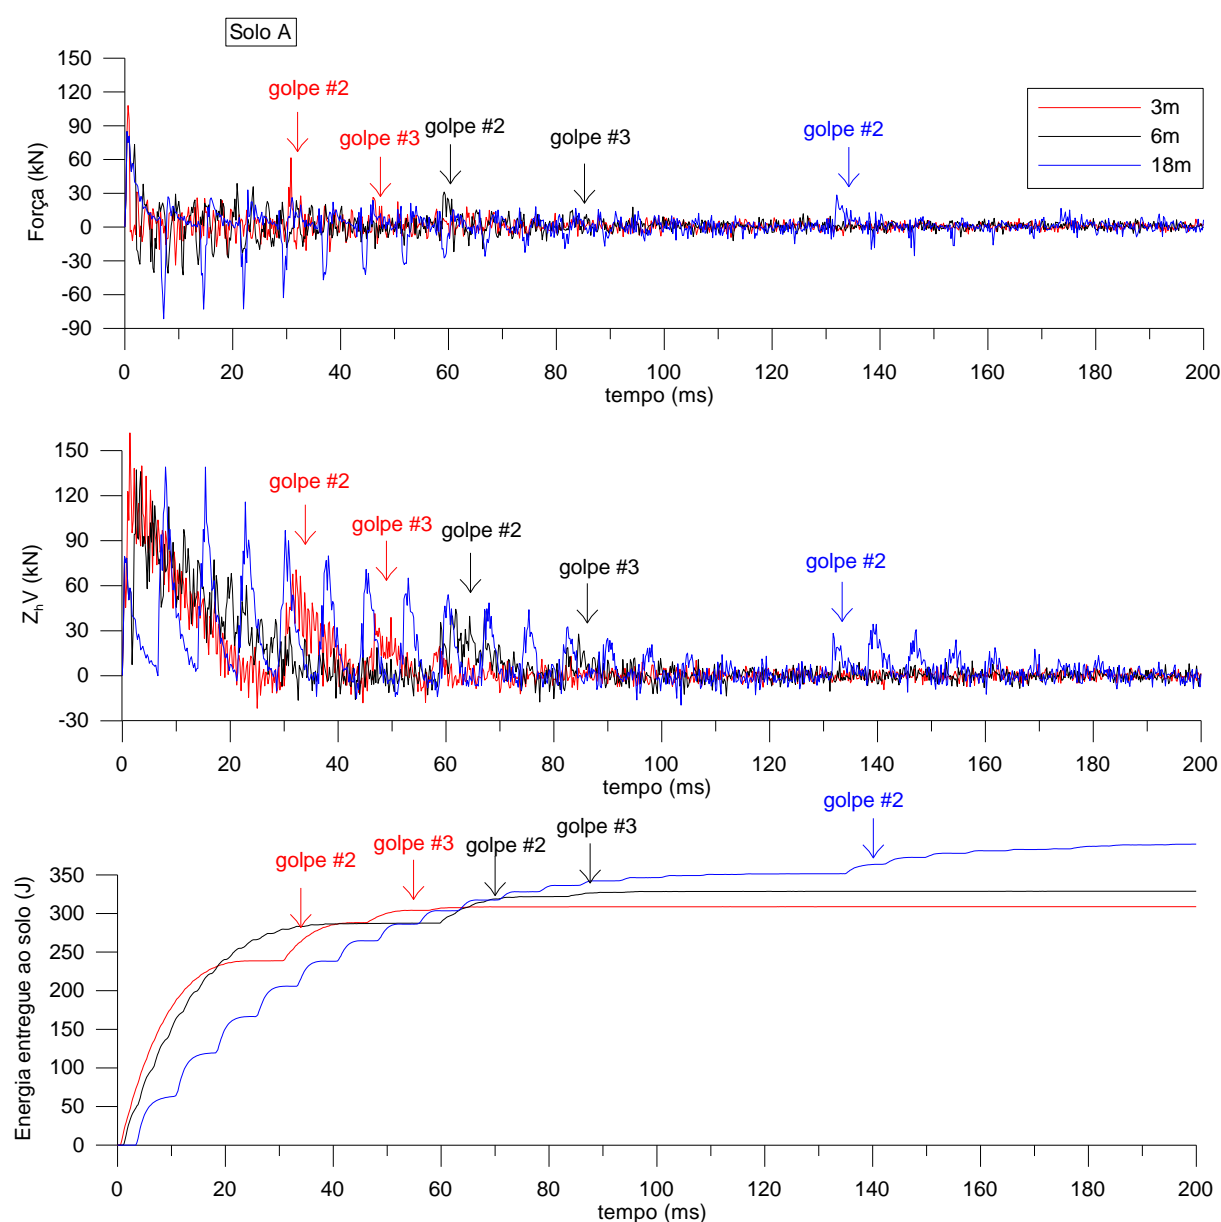 Solo A
150
120
90
60
30
0
-30
-60
-90
Força (kN)
golpe #2
golpe #3
golpe #2
golpe #3
golpe #2
3m
6m
18m
0 20 40 60 80 100 120 140 160 180 200
tempo (ms)
150
120
90
60
30
0
-30
ZhV (kN)
golpe #2
golpe #3
golpe #2
golpe #3
golpe #2
0 20 40 60 80 100 120 140 160 180 200
tempo (ms)
350
300
250
200
150
100
50
0
Energia entregue ao solo (J)
golpe #2
golpe #3
golpe #2
golpe #3
golpe #2
0 20 40 60 80 100 120 140 160 180 200
tempo (ms)